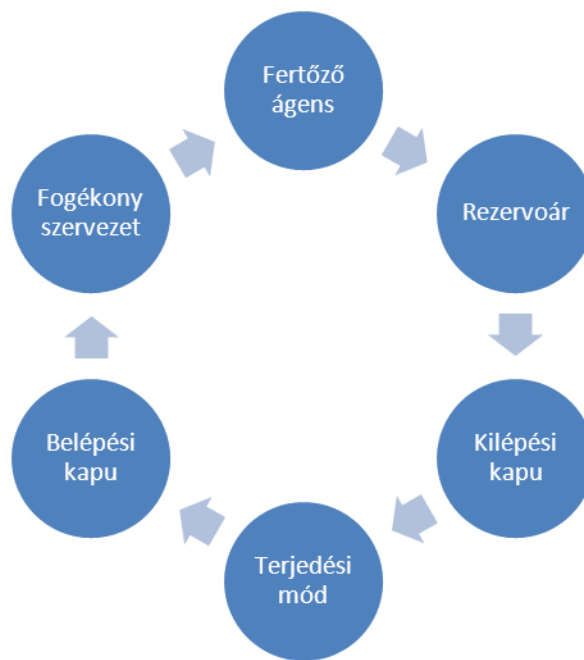 Fertőző
ágens
Rezervoár
Kilépési
kapu
Terjedési
mód
Belépési
kapu
Fogékony
szervezet